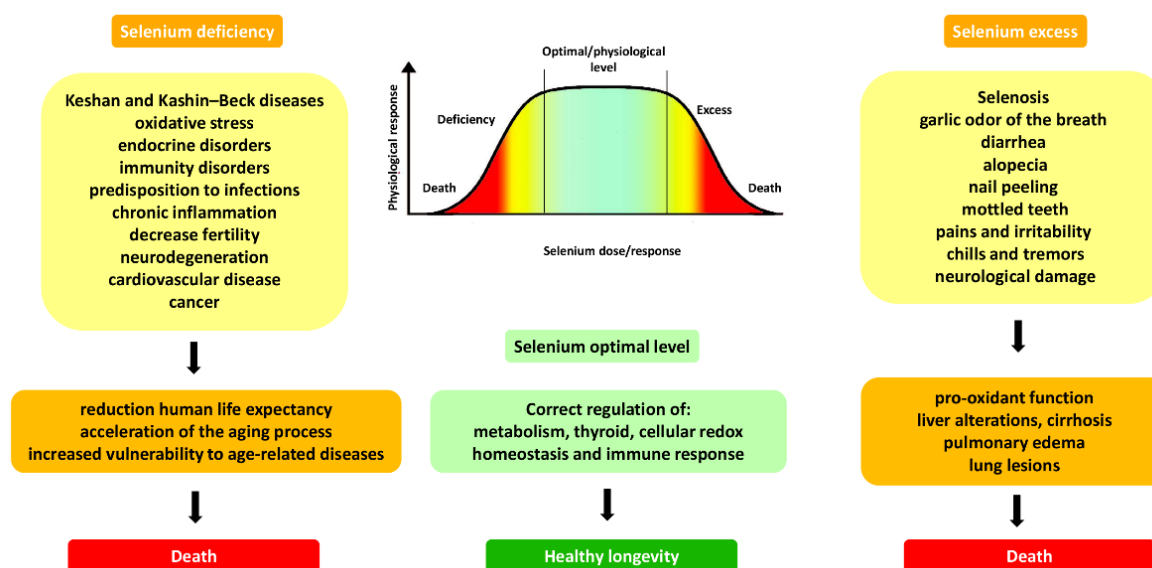 Selenium deficiency
Keshan and Kashin–Beck diseases
oxidative stress
endocrine disorders
immunity disorders
predisposition to infections
chronic inflammation
decrease fertility
neurodegeneration
cardiovascular disease
cancer
reduction human life expectancy
acceleration of the aging process
increased vulnerability to age-related diseases
Death
Optimal/physiological
level
Physiological response
Deficiency
Excess
Death
Death
Selenium dose/response
Selenium optimal level
Correct regulation of:
metabolism, thyroid, cellular redox
homeostasis and immune response
Healthy longevity
Selenium excess
Selenosis
garlic odor of the breath
diarrhea
alopecia
nail peeling
mottled teeth
pains and irritability
chills and tremors
neurological damage
pro-oxidant function
liver alterations, cirrhosis
pulmonary edema
lung lesions
Death